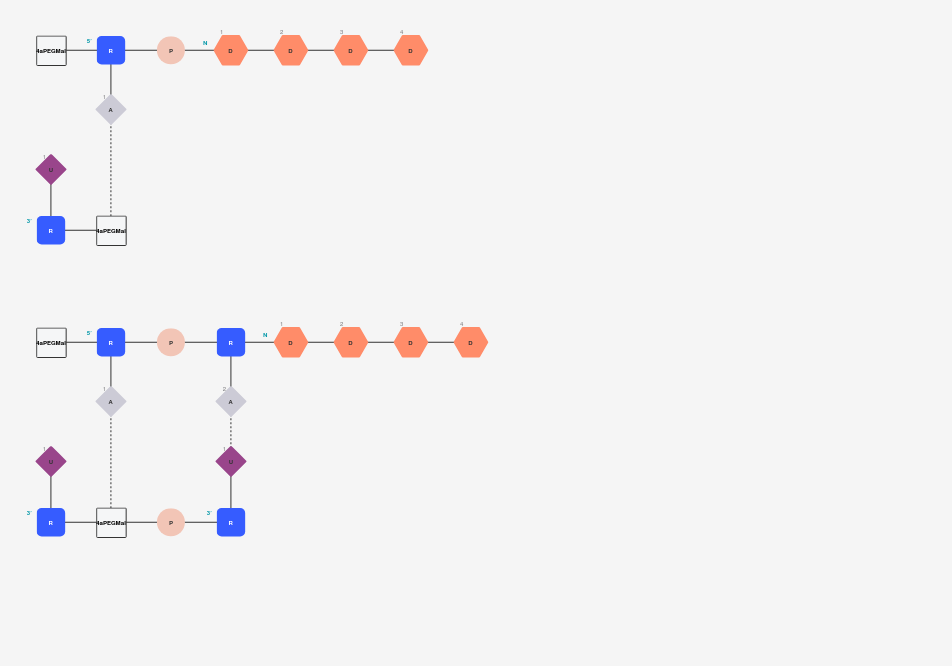 1 2 3 4
5' N
4aPEGMal R P D D D D
1
A
1
U
3'
R 4aPEGMal
1 2 3 4
5' N
4aPEGMal R P R D D D D
1 2
A A
1 1
U U
3' 3'
R 4aPEGMal P R